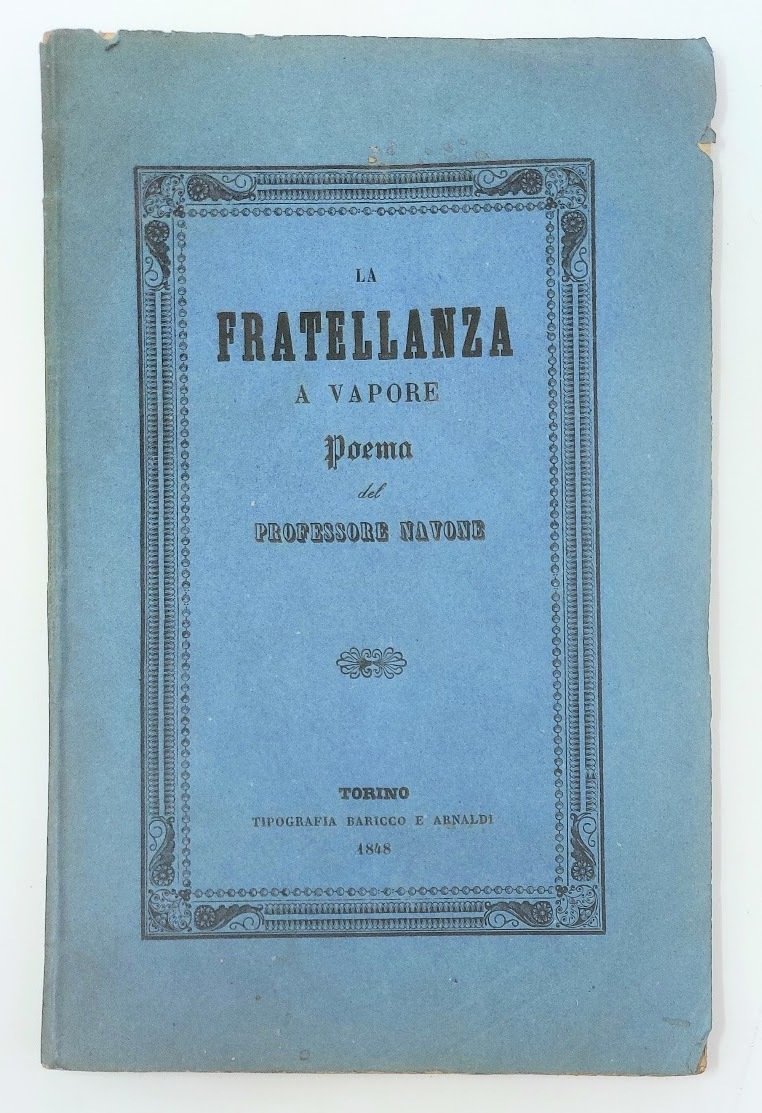 LA
FRATELLANZA
A VAPORE
Poema
del
PROFESSORE NAVONE
TORINO
TIPOGRAFIA BARICCO E ARNALDI
1848